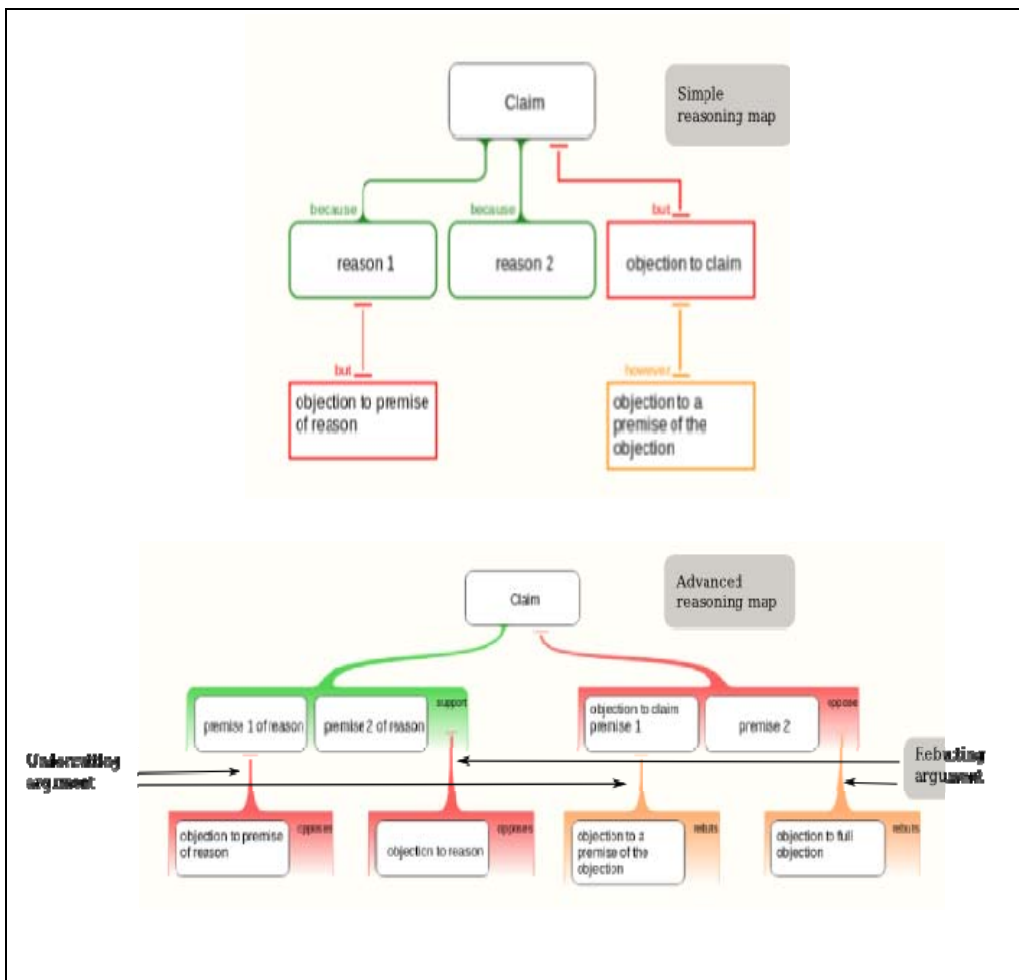 Claim
Simple
reasoning map
because
because
but
reason 1
reason 2
objection to claim
but
however
objection to premise
of reason
objection to a
premise of the
objection
Claim
Advanced
reasoning map
support
oppose
premise 1 of reason
premise 2 of reason
objection to claim
premise 1
premise 2
Undercutting
argument
Rebutting
argument
opposes
opposes
rebuts
rebuts
objection to premise
of reason
objection to reason
objection to a
premise of the
objection
objection to full
objection